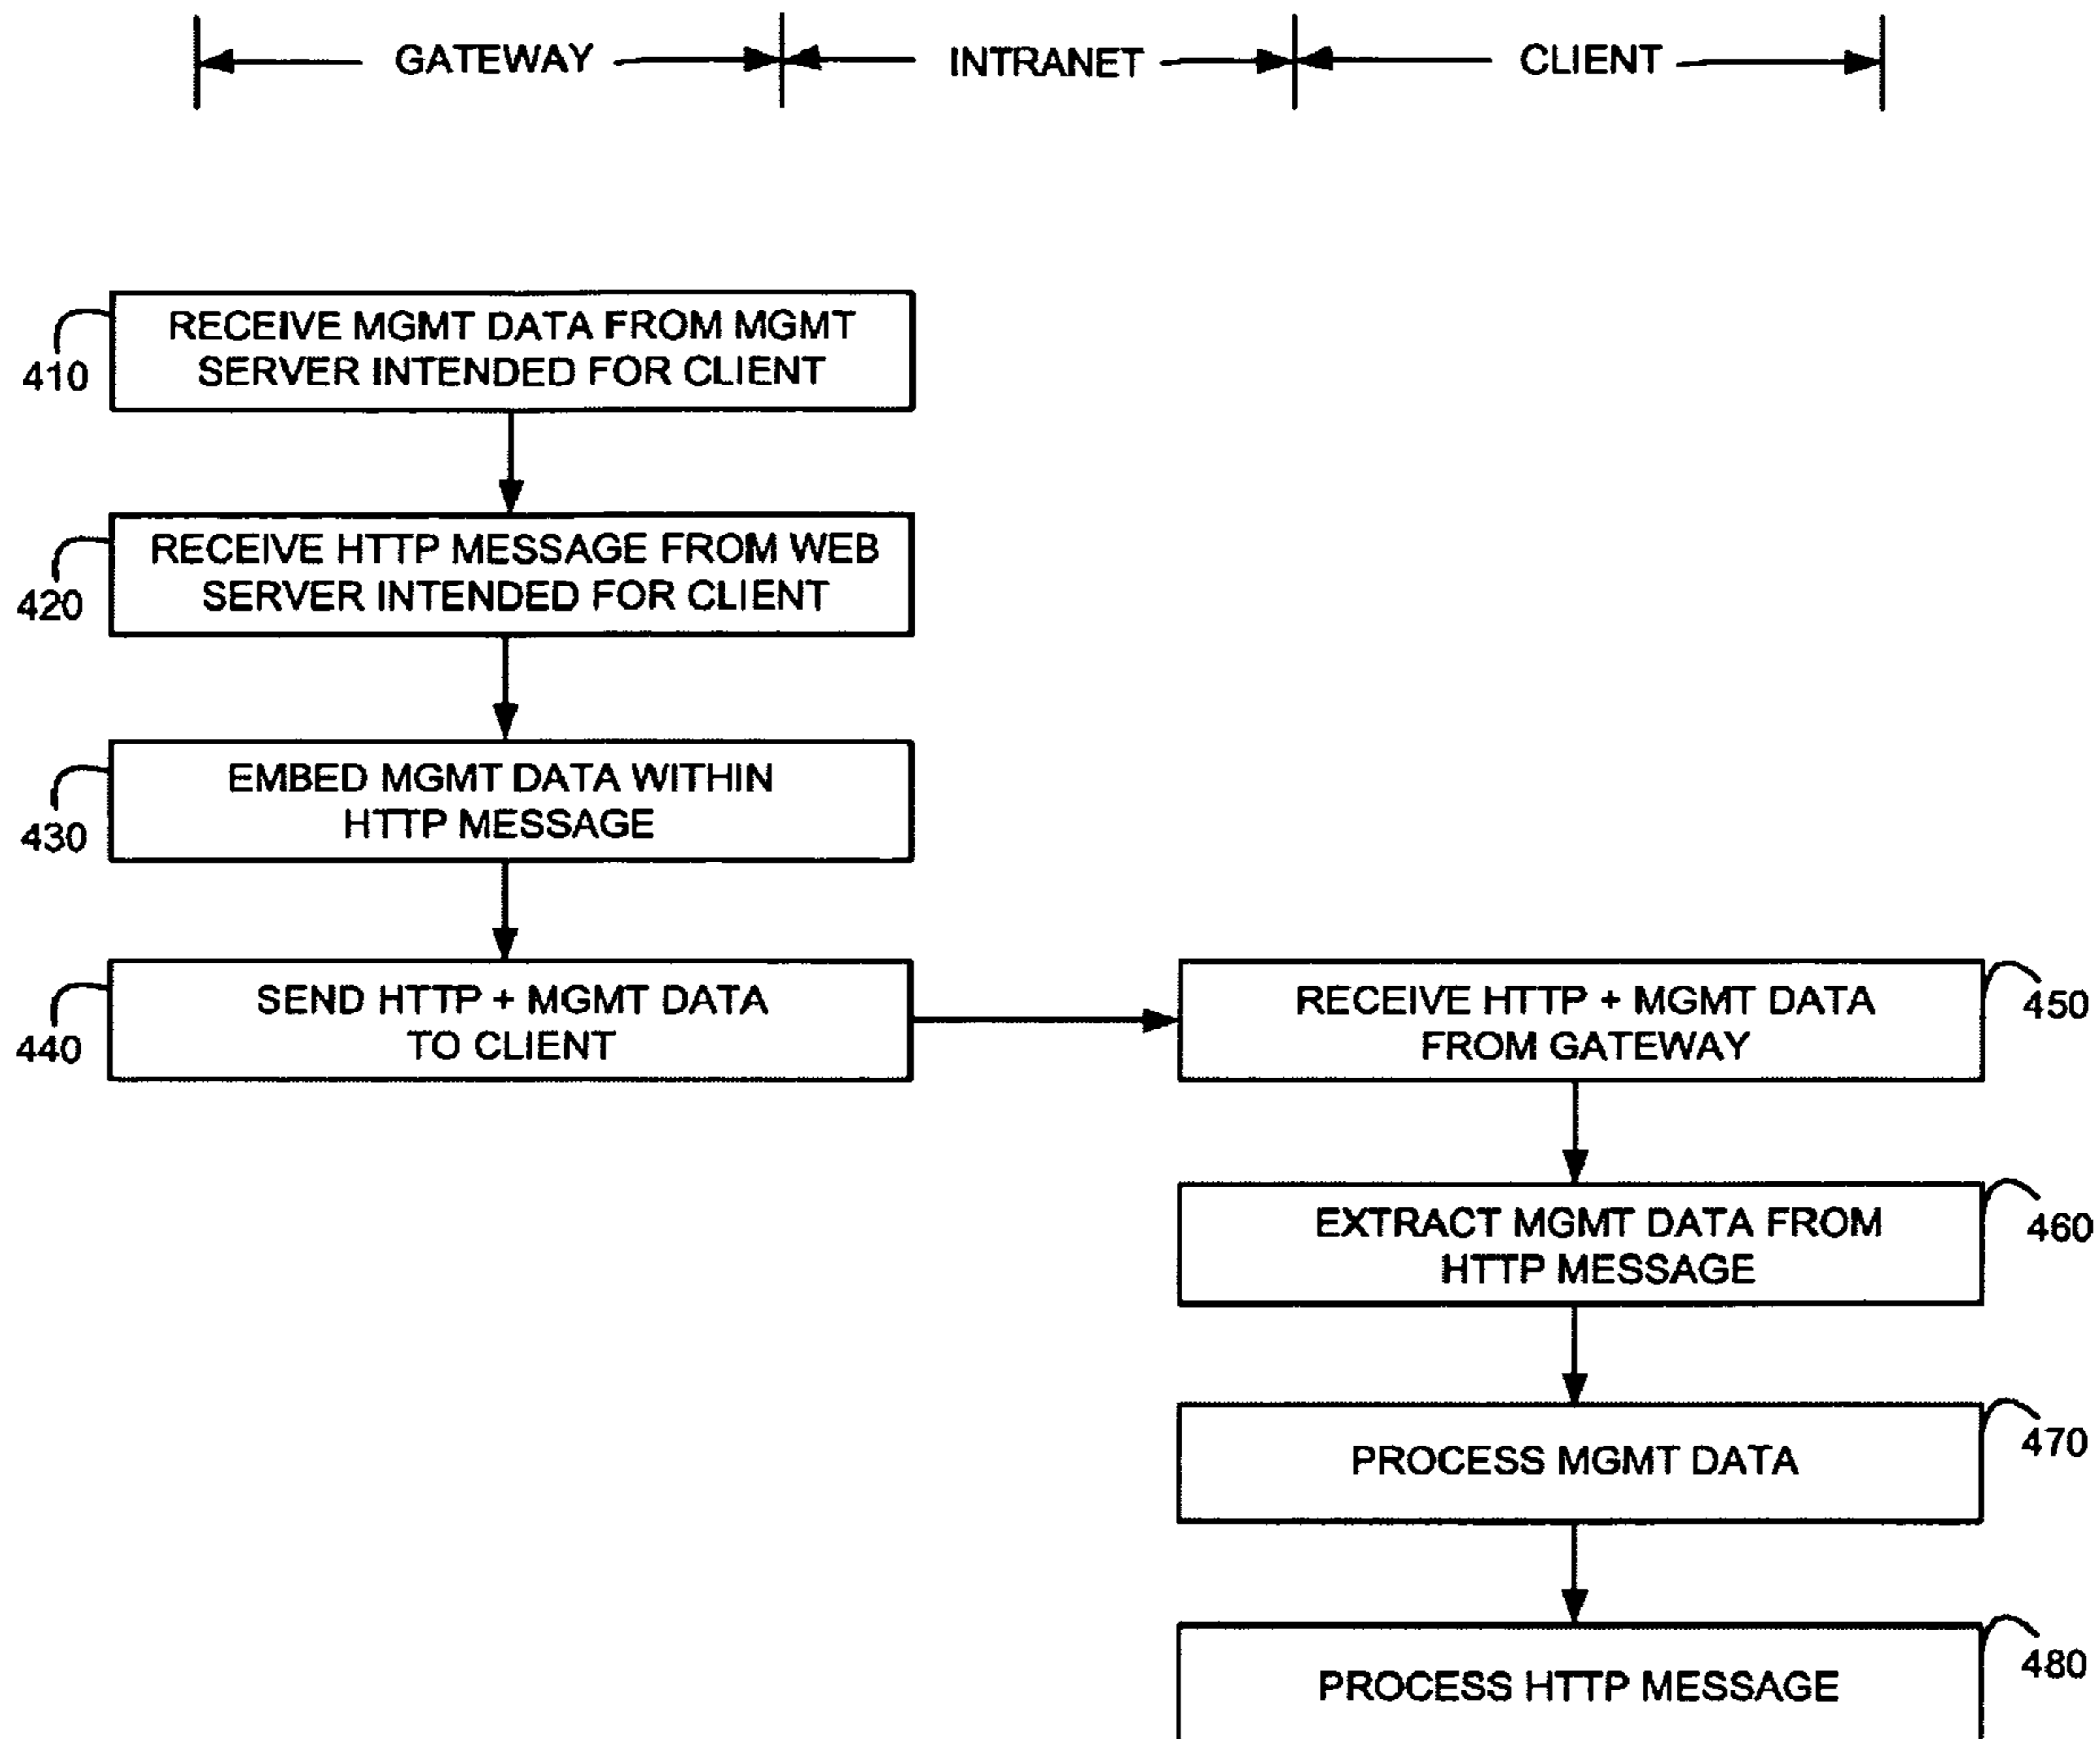 GATEWAY INTRANET CLIENT
RECEIVE MGMT DATA FROM MGMT
SERVER INTENDED FOR CLIENT
410
RECEIVE HTTP MESSAGE FROM WEB
SERVER INTENDED FOR CLIENT
420
EMBED MGMT DATA WITHIN
HTTP MESSAGE
430
SEND HTTP + MGMT DATA
TO CLIENT
440
RECEIVE HTTP + MGMT DATA
FROM GATEWAY
450
EXTRACT MGMT DATA FROM
HTTP MESSAGE
460
PROCESS MGMT DATA
470
PROCESS HTTP MESSAGE
480